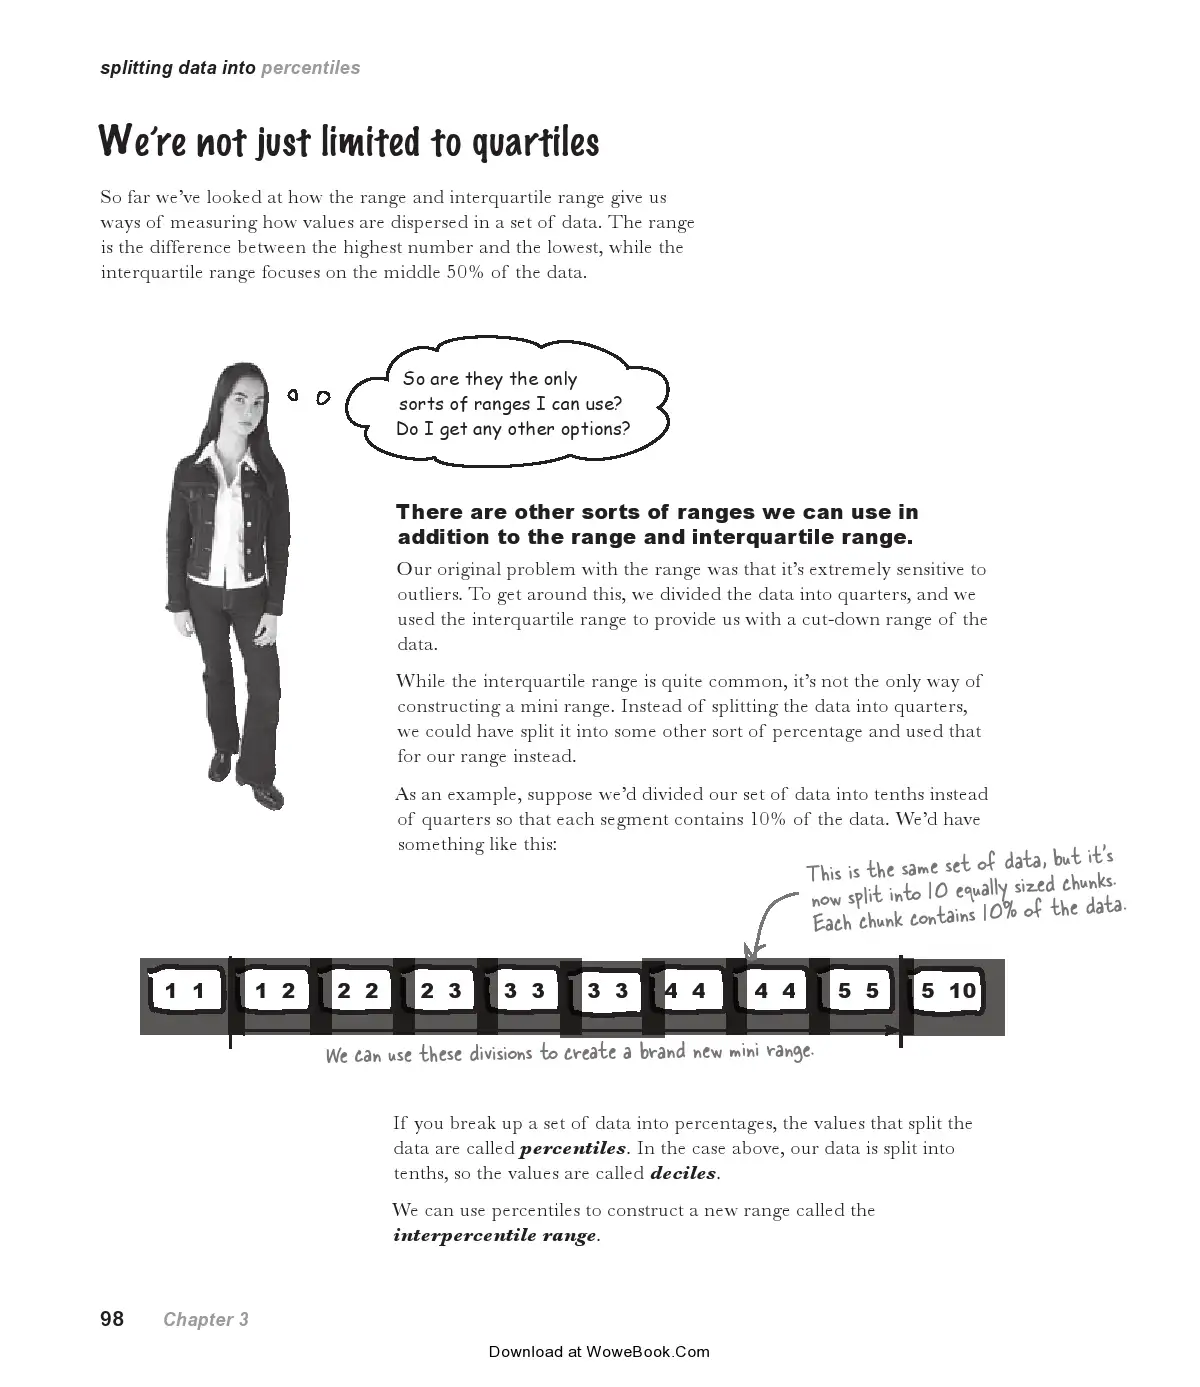 splitting data into percentiles
We're not just limited to quartiles
So far we've looked at how the range and interquartile range give us
ways of measuring how values are dispersed in a set of data. The range
is the difference between the highest number and the lowest, while the
interquartile range focuses on the middle 50% of the data.
So are they the only
sorts of ranges I can use?
Do I get any other options?
There are other sorts of ranges we can use in
addition to the range and interquartile range.
Our original problem with the range was that it's extremely sensitive to
outliers. To get around this, we divided the data into quarters, and we
used the interquartile range to provide us with a cut-down range of the
data.
While the interquartile range is quite common, it's not the only way of
constructing a mini range. Instead of splitting the data into quarters,
we could have split it into some other sort of percentage and used that
for our range instead.
As an example, suppose we'd divided our set of data into tenths instead
of quarters so that each segment contains 10% of the data. We'd have
something like this:
This is the same set of data, but it's
now split into 10 equally sized chunks.
Each chunk contains 10% of the data.
1 1 1 2 2 2 2 3 3 3 3 3 4 4 4 4 5 5 5 10
We can use these divisions to create a brand new mini range.
If you break up a set of data into percentages, the values that split the
data are called percentiles. In the case above, our data is split into
tenths, so the values are called deciles.
We can use percentiles to construct a new range called the
interpercentile range.
98 Chapter 3
Download at WoweBook.Com